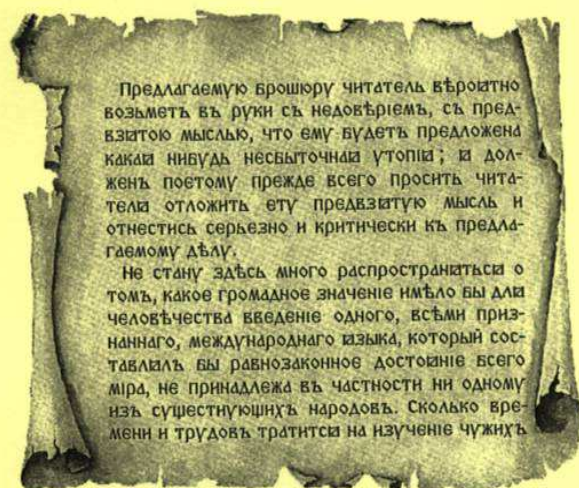 Предлагаемую брошюру читатель вѣроятно
возьметъ въ руки съ недовѣріемъ, съ пред-
взятою мыслью, что ему будетъ предложена
какая нибудь несбыточная утопія; я дол-
женъ поетому прежде всего просить чита-
теля отложить ету предвзятую мысль и
отнестись серьезно и критически къ предла-
гаемому дѣлу.
Не стану здѣсь много распространяться о
томъ, какое громадное значеніе имѣло бы для
человѣчества введеніе одного, всѣми приз-
наннаго, международнаго языка, который сос-
тавлялъ бы равнозаконное достояніе всего
міра, не принадлежа въ частности ни одному
изъ сущестнующихъ народовъ. Сколько вре-
мени и трудовъ тратится на изученіе чужихъ